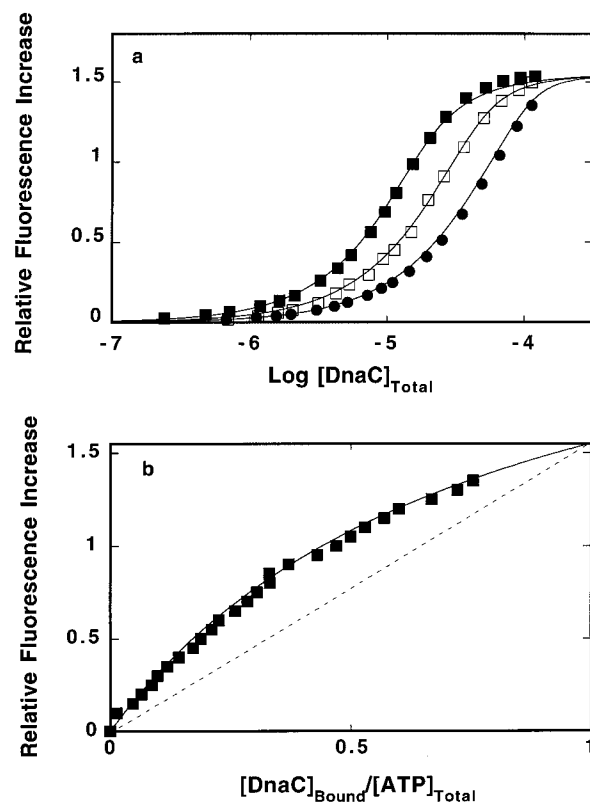 a
1.5
1
0.5
0
Relative Fluorescence Increase
-7
-6
-5
-4
Log [DnaC]Total
b
1.5
1
0.5
0
Relative Fluorescence Increase
0
0.5
1
[DnaC]Bound/[ATP]Total